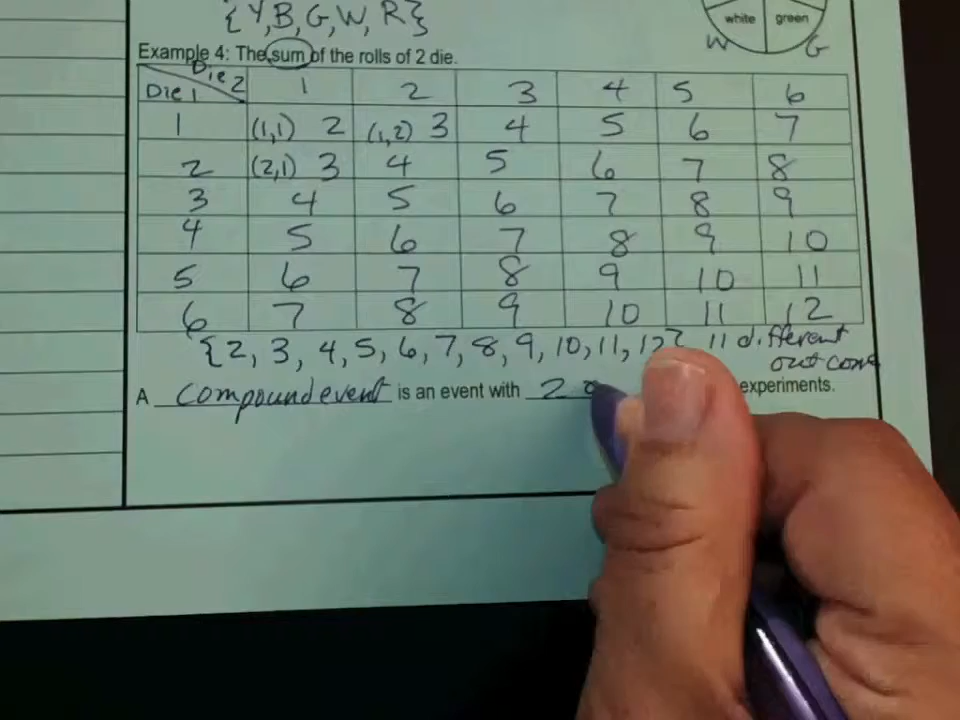 {Y, B, G, W, R}
white green
W G
Example 4: The sum of the rolls of 2 die.
Die 2
Die 1 1 2 3 4 5 6
1 (1,1) 2 (1,2) 3 4 5 6 7
2 (2,1) 3 4 5 6 7 8
3 4 5 6 7 8 9
4 5 6 7 8 9 10
5 6 7 8 9 10 11
6 7 8 9 10 11 12
{2, 3, 4, 5, 6, 7, 8, 9, 10, 11, 12} 11 different
A compound event is an event with 2 experiments.